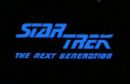 STAR TREK
THE NEXT GENERATION